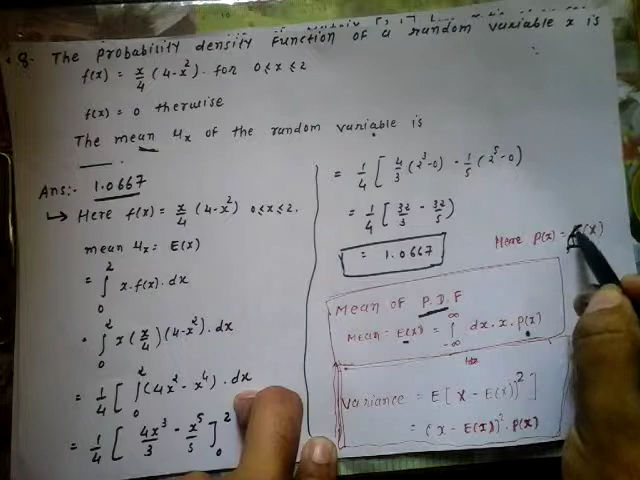 8. The Probability density Function of a random variable x is
f(x) = x/4 (4-x²). for 0≤x≤2
f(x) = 0 therwise
The mean μx of the random variable is
Ans:- 1.0667
↳ Here f(x) = x/4 (4-x²) 0≤x≤2.
mean μx = E(x)
= ∫₀² x.f(x).dx
= ∫₀² x(x/4)(4-x²).dx
= 1/4 [ ∫₀² (4x²-x⁴).dx
= 1/4 [ 4x³/3 - x⁵/5 ]₀²
= 1/4 [ 4/3 (2³-0) - 1/5 (2⁵-0)
= 1/4 [ 32/3 - 32/5 )
= 1.0667
Here P(x) = f(x)
Mean of P.D.F
Mean = E(x) = ∫₋∞^∞ dx.x.P(x)
Variance = E[x - E(x)²]
= (x - E(x))².P(x)